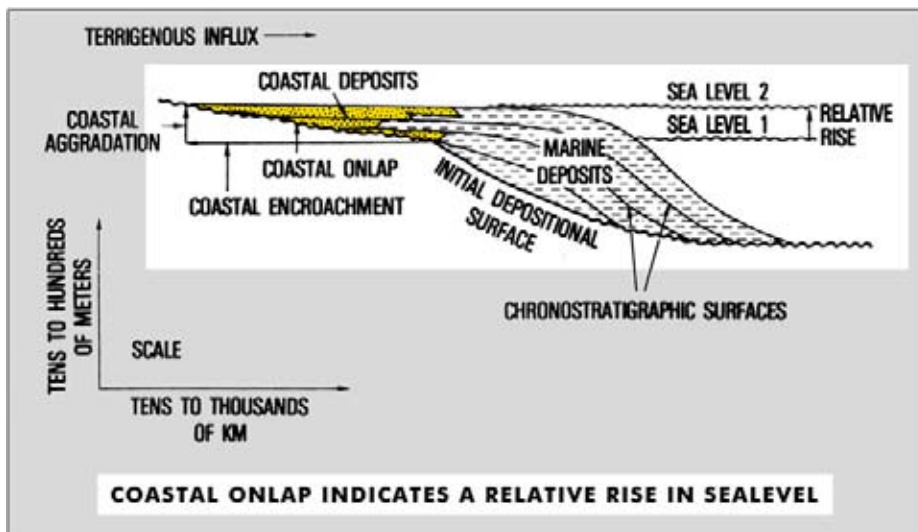 TERRIGENOUS INFLUX
COASTAL DEPOSITS
SEA LEVEL 2
COASTAL
AGGRADATION
SEA LEVEL 1
RELATIVE
RISE
MARINE
DEPOSITS
COASTAL ONLAP
COASTAL ENCROACHMENT
INITIAL DEPOSITIONAL
SURFACE
CHRONOSTRATIGRAPHIC SURFACES
TENS TO HUNDREDS
OF METERS
SCALE
TENS TO THOUSANDS
OF KM
COASTAL ONLAP INDICATES A RELATIVE RISE IN SEALEVEL